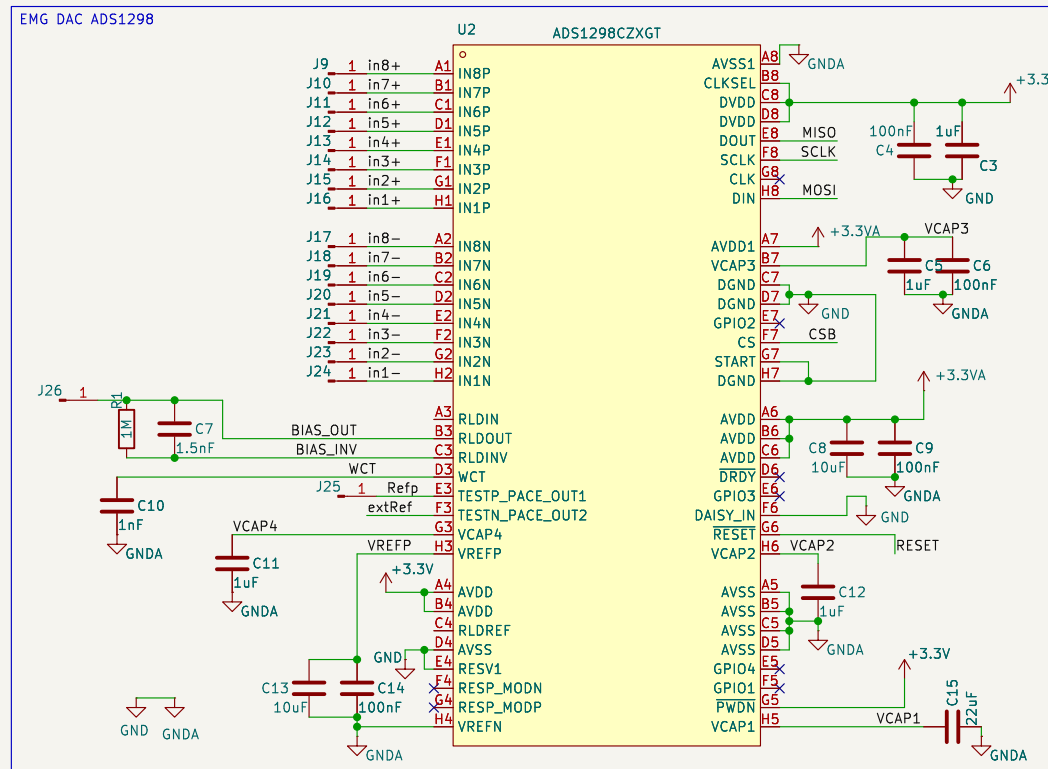 EMG DAC ADS1298
U2
ADS1298CZXGT
J9 1 in8+ A1 IN8P
J10 1 in7+ B1 IN7P
J11 1 in6+ C1 IN6P
J12 1 in5+ D1 IN5P
J13 1 in4+ E1 IN4P
J14 1 in3+ F1 IN3P
J15 1 in2+ G1 IN2P
J16 1 in1+ H1 IN1P
J17 1 in8- A2 IN8N
J18 1 in7- B2 IN7N
J19 1 in6- C2 IN6N
J20 1 in5- D2 IN5N
J21 1 in4- E2 IN4N
J22 1 in3- F2 IN3N
J23 1 in2- G2 IN2N
J24 1 in1- H2 IN1N
J26 1
R1
1M
C7
1.5nF
A3 RLDIN
BIAS_OUT B3 RLDOUT
BIAS_INV C3 RLDINV
WCT D3 WCT
J25 1 Refp E3 TESTP_PACE_OUT1
extRef F3 TESTN_PACE_OUT2
VCAP4 G3 VCAP4
VREFP H3 VREFP
C10
1nF
GNDA
C11
1uF
GNDA
+3.3V
A4 AVDD
B4 AVDD
C4 RLDREF
D4 AVSS
GND
E4 RESV1
F4 RESP_MODN
G4 RESP_MODP
H4 VREFN
C13
10uF
C14
100nF
GNDA
GND
GNDA
AVSS1 A8
GNDA
CLKSEL B8
DVDD C8
+3.3
DVDD D8
DOUT E8 MISO
SCLK F8 SCLK
CLK G8
DIN H8 MOSI
100nF
C4
1uF
C3
GND
AVDD1 A7
+3.3VA
VCAP3 B7
VCAP3
C5
1uF
C6
100nF
GNDA
DGND C7
DGND D7
GND
GPIO2 E7
CS F7 CSB
START G7
DGND H7
+3.3VA
AVDD A6
AVDD B6
AVDD C6
C8
10uF
C9
100nF
GNDA
DRDY D6
GPIO3 E6
DAISY_IN F6
GND
RESET G6
RESET
VCAP2 H6 VCAP2
C12
1uF
GNDA
AVSS A5
AVSS B5
AVSS C5
AVSS D5
GPIO4 E5
GPIO1 F5
PWDN G5
+3.3V
VCAP1 H5 VCAP1
C15
22uF
GNDA